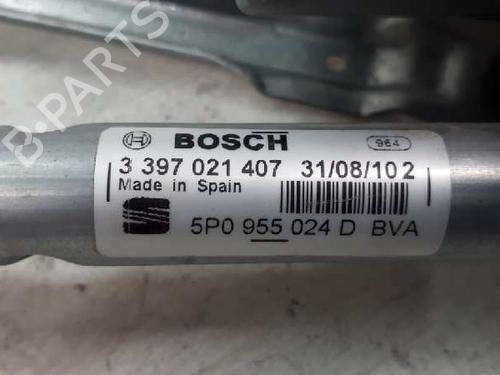 B-PARTS
BOSCH 964
3 397 021 407 31/08/10 2
Made in Spain
5P0 955 024 D BVA